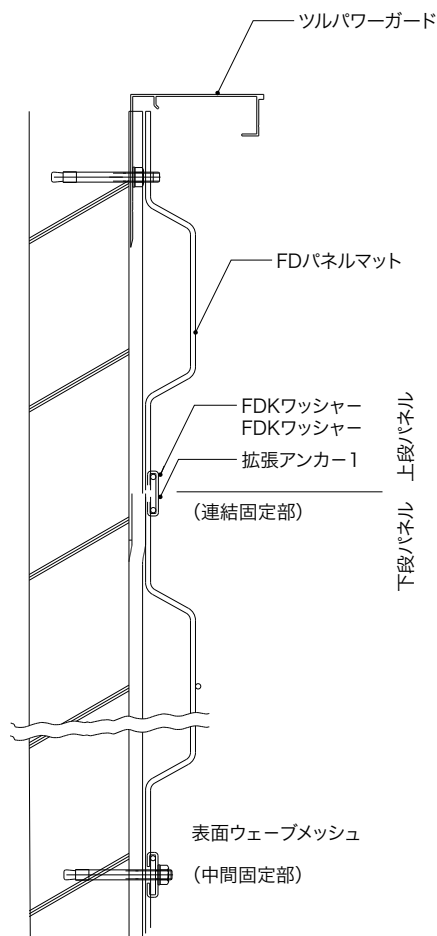 ツルパワーガード
FDパネルマット
FDKワッシャー
FDKワッシャー
拡張アンカー1
(連結固定部)
上段パネル
下段パネル
表面ウェーブメッシュ
(中間固定部)